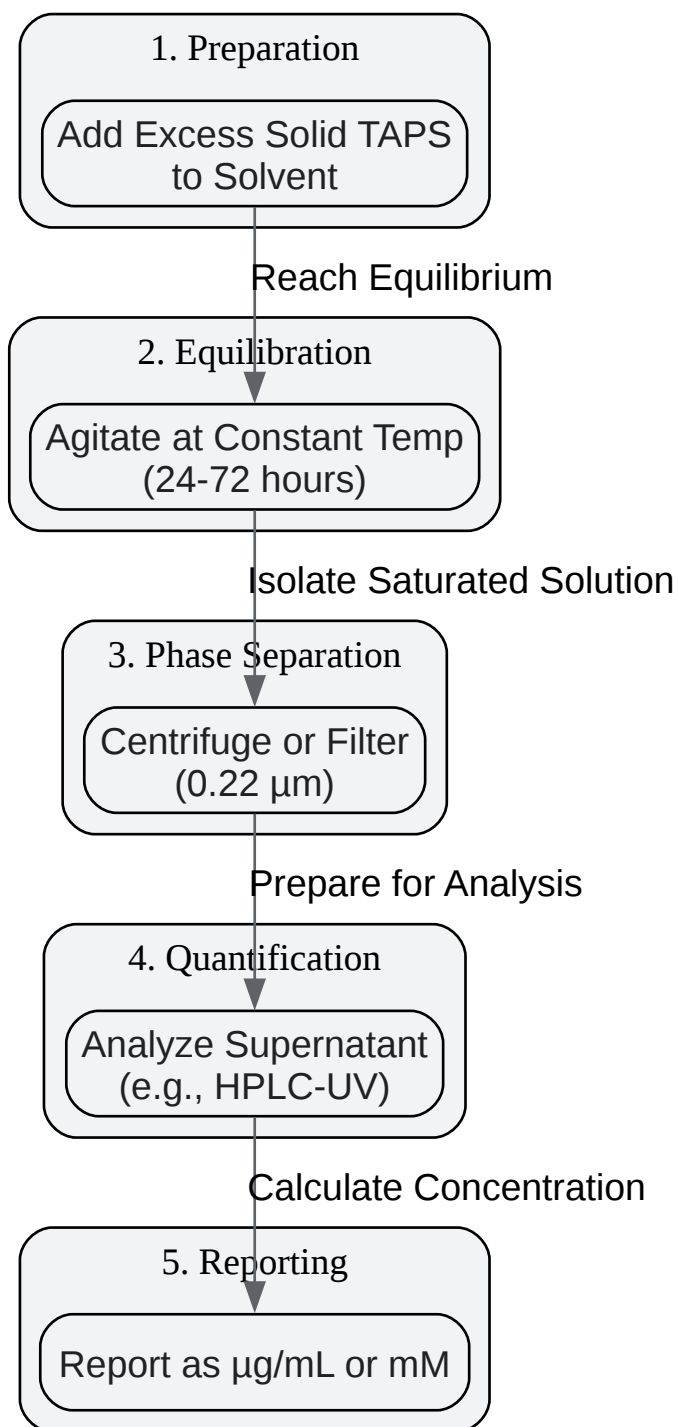 1. Preparation
Add Excess Solid TAPS
to Solvent
Reach Equilibrium
2. Equilibration
Agitate at Constant Temp
(24-72 hours)
Isolate Saturated Solution
3. Phase Separation
Centrifuge or Filter
(0.22 µm)
Prepare for Analysis
4. Quantification
Analyze Supernatant
(e.g., HPLC-UV)
Calculate Concentration
5. Reporting
Report as µg/mL or mM